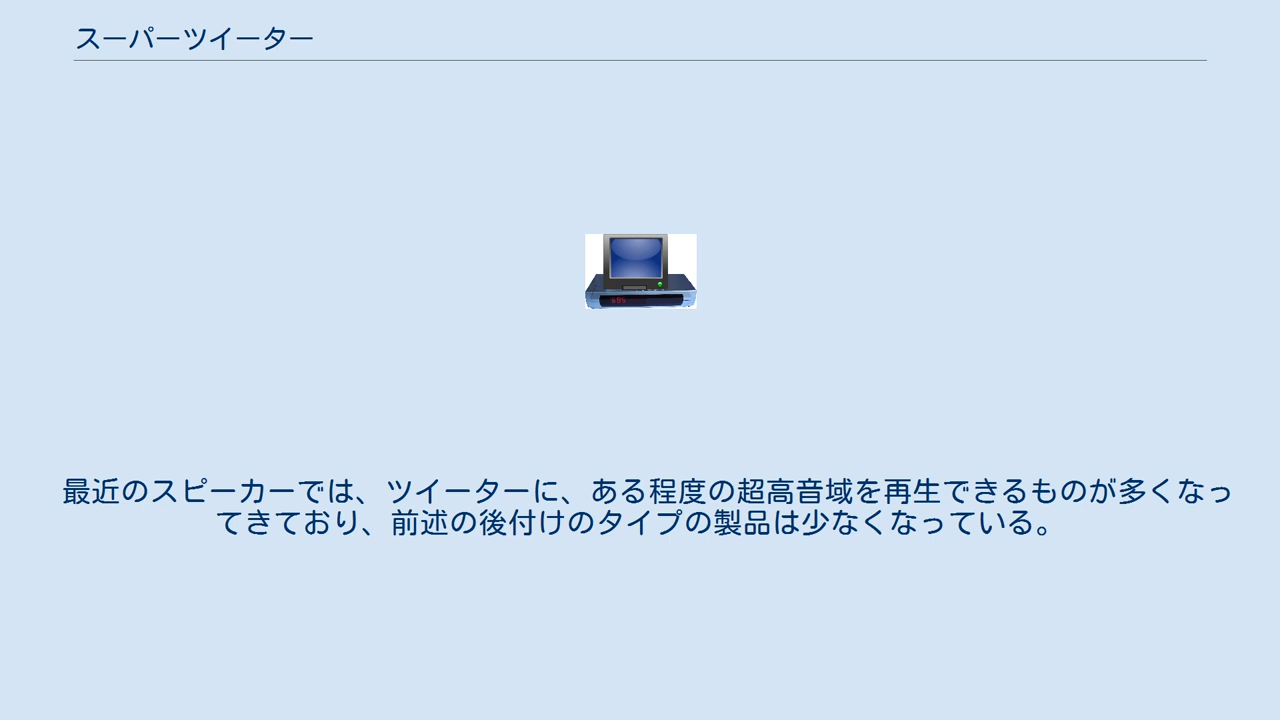 スーパーツイーター
最近のスピーカーでは、ツイーターに、ある程度の超高音域を再生できるものが多くなっ
てきており、前述の後付けのタイプの製品は少なくなっている。